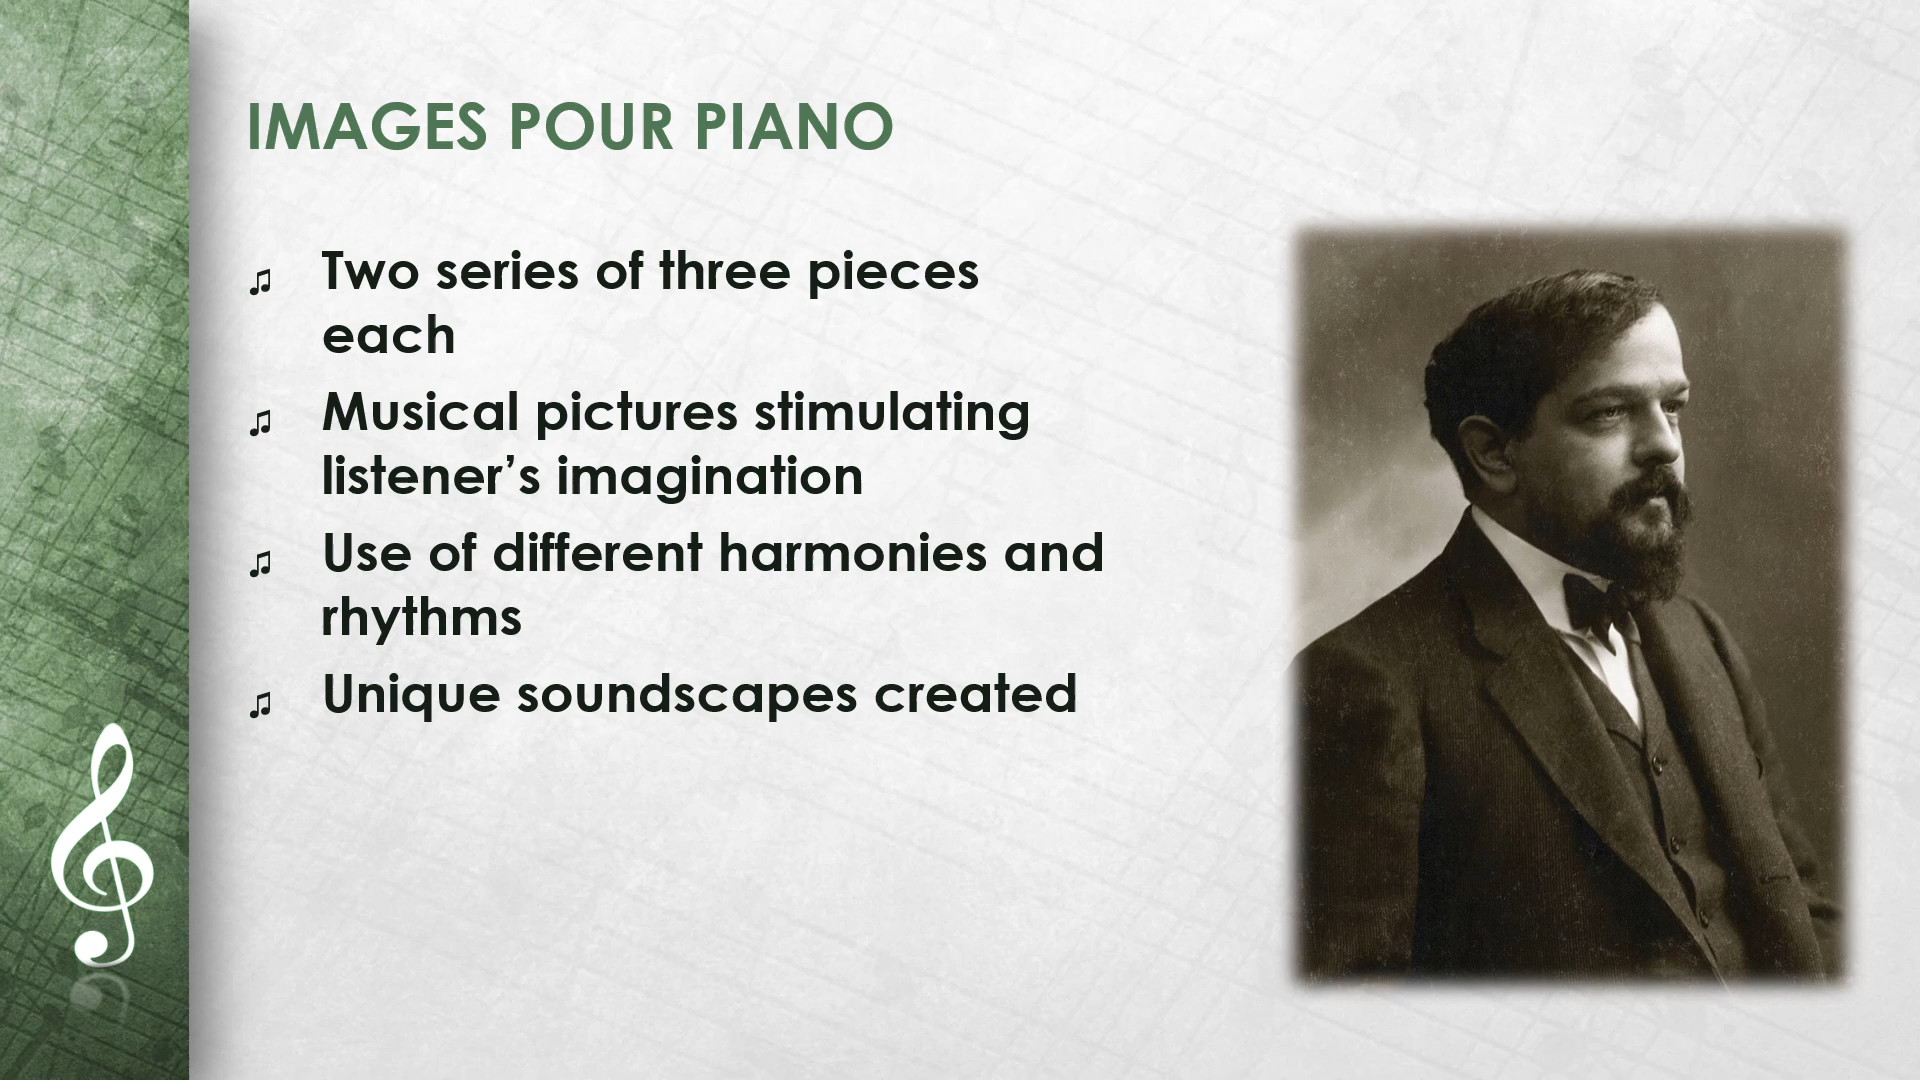 IMAGES POUR PIANO
♫ Two series of three pieces
each
♫ Musical pictures stimulating
listener’s imagination
♫ Use of different harmonies and
rhythms
♫ Unique soundscapes created